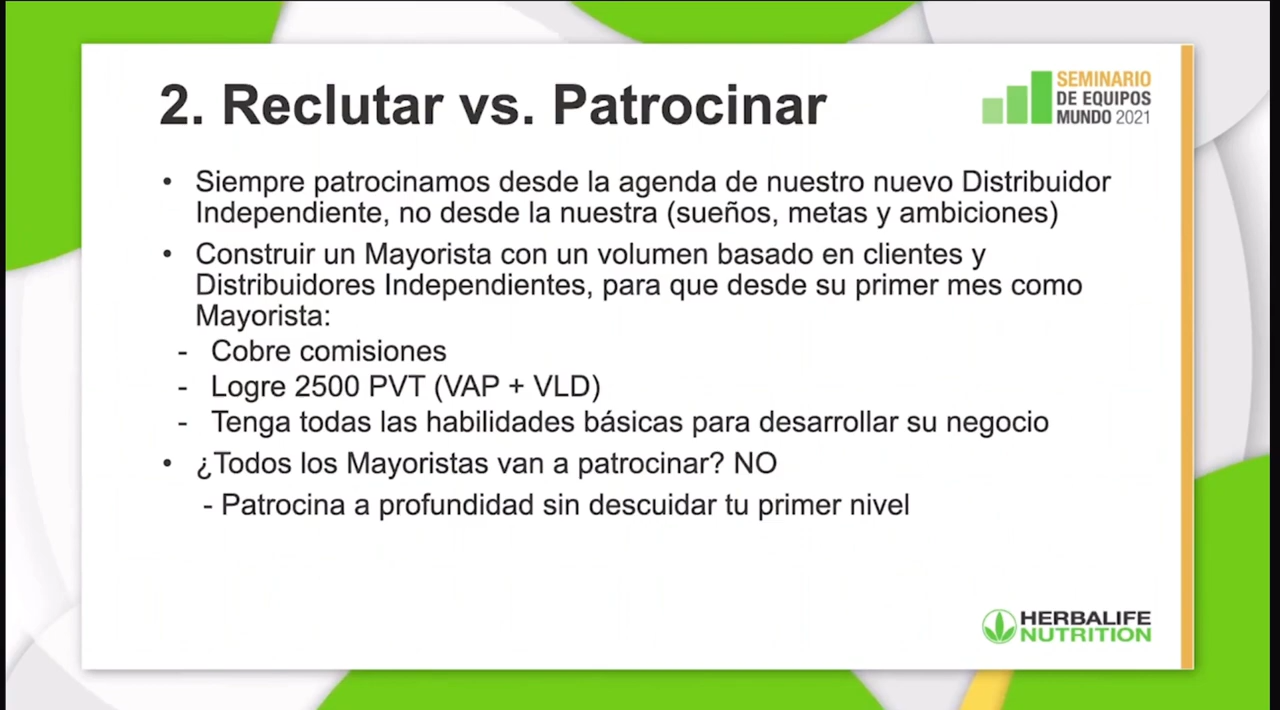 2. Reclutar vs. Patrocinar
SEMINARIO
DE EQUIPOS
MUNDO 2021
• Siempre patrocinamos desde la agenda de nuestro nuevo Distribuidor
Independiente, no desde la nuestra (sueños, metas y ambiciones)
• Construir un Mayorista con un volumen basado en clientes y
Distribuidores Independientes, para que desde su primer mes como
Mayorista:
- Cobre comisiones
- Logre 2500 PVT (VAP + VLD)
- Tenga todas las habilidades básicas para desarrollar su negocio
• ¿Todos los Mayoristas van a patrocinar? NO
- Patrocina a profundidad sin descuidar tu primer nivel
HERBALIFE
NUTRITION